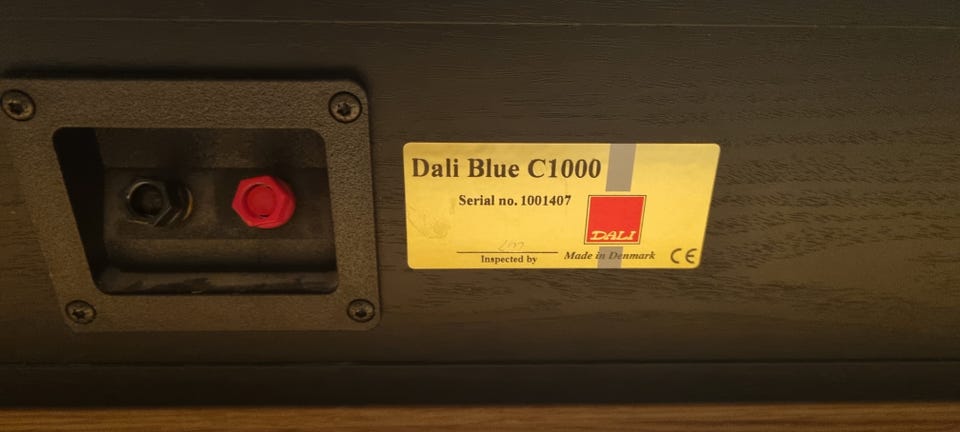 Dali Blue C1000
Serial no. 1001407
DALI
Inspected by
Made in Denmark
CE